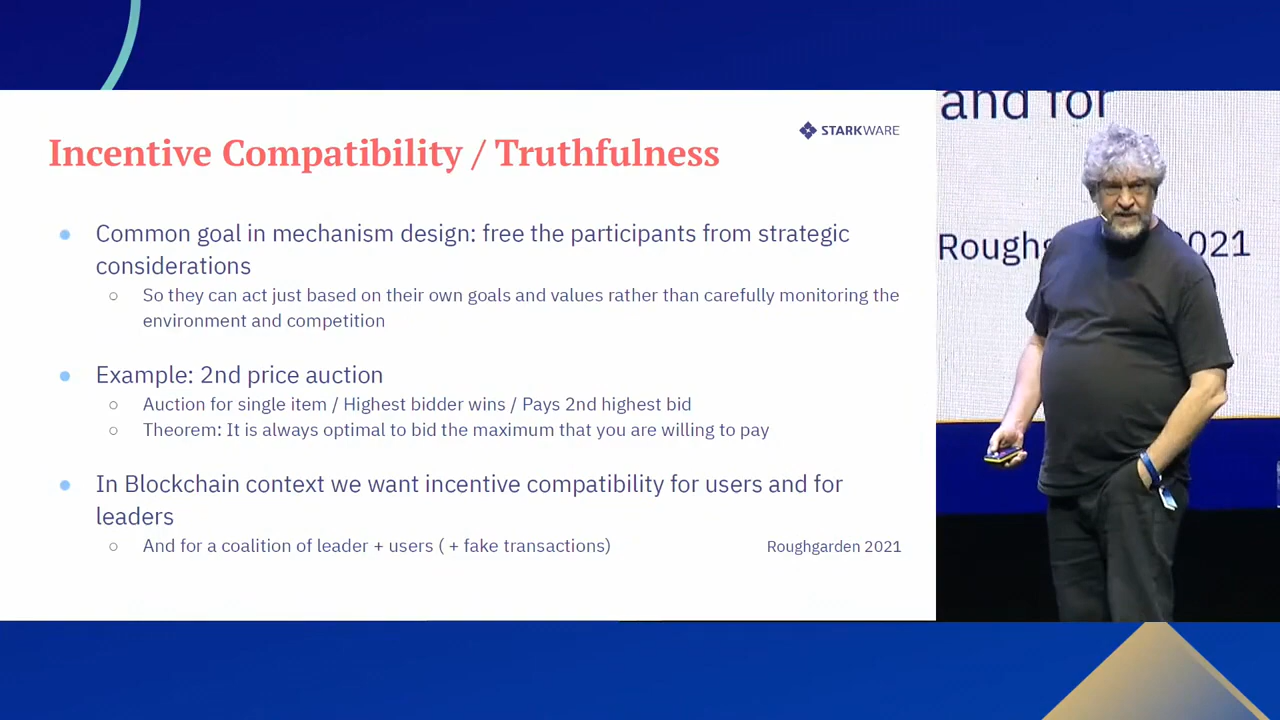 STARKWARE
Incentive Compatibility / Truthfulness
Common goal in mechanism design: free the participants from strategic
considerations
So they can act just based on their own goals and values rather than carefully monitoring the
environment and competition
Example: 2nd price auction
Auction for single item / Highest bidder wins / Pays 2nd highest bid
Theorem: It is always optimal to bid the maximum that you are willing to pay
In Blockchain context we want incentive compatibility for users and for
leaders
And for a coalition of leader + users ( + fake transactions)
Roughgarden 2021
and for